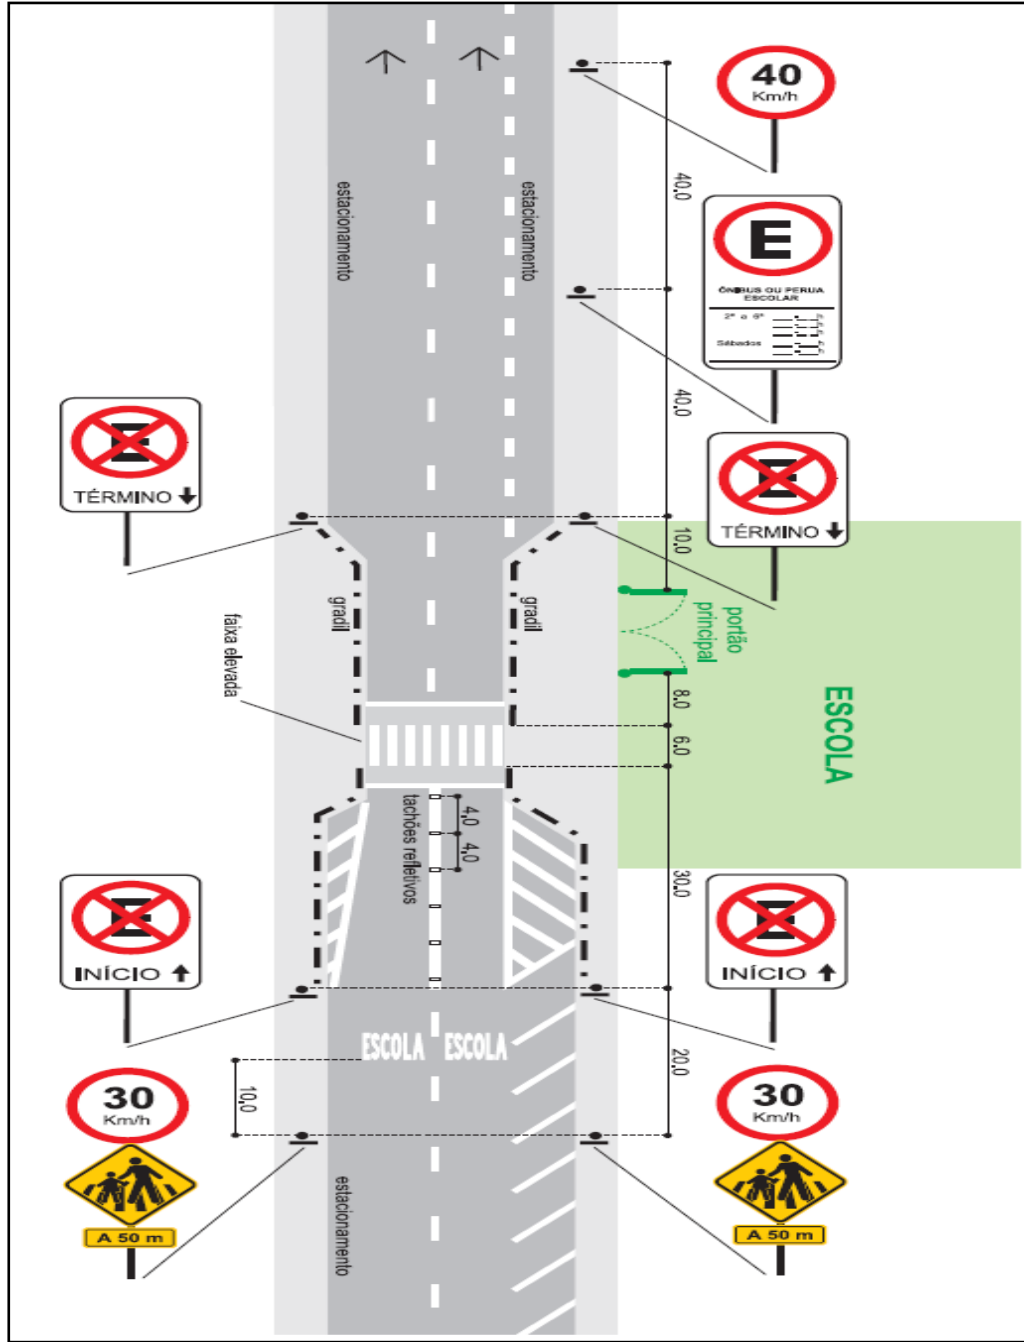 40
Km/h
E
ÔNIBUS OU PERUA
ESCOLAR
2ª a 6ª
Sábados
estacionamento
estacionamento
40,0
40,0
E
TÉRMINO
E
TÉRMINO
10,0
gradil
gradil
portão
principal
faixa elevada
8,0
6,0
ESCOLA
tachões refletivos
4,0
4,0
30,0
E
INÍCIO
E
INÍCIO
ESCOLA ESCOLA
20,0
10,0
30
Km/h
30
Km/h
A 50 m
A 50 m
estacionamento